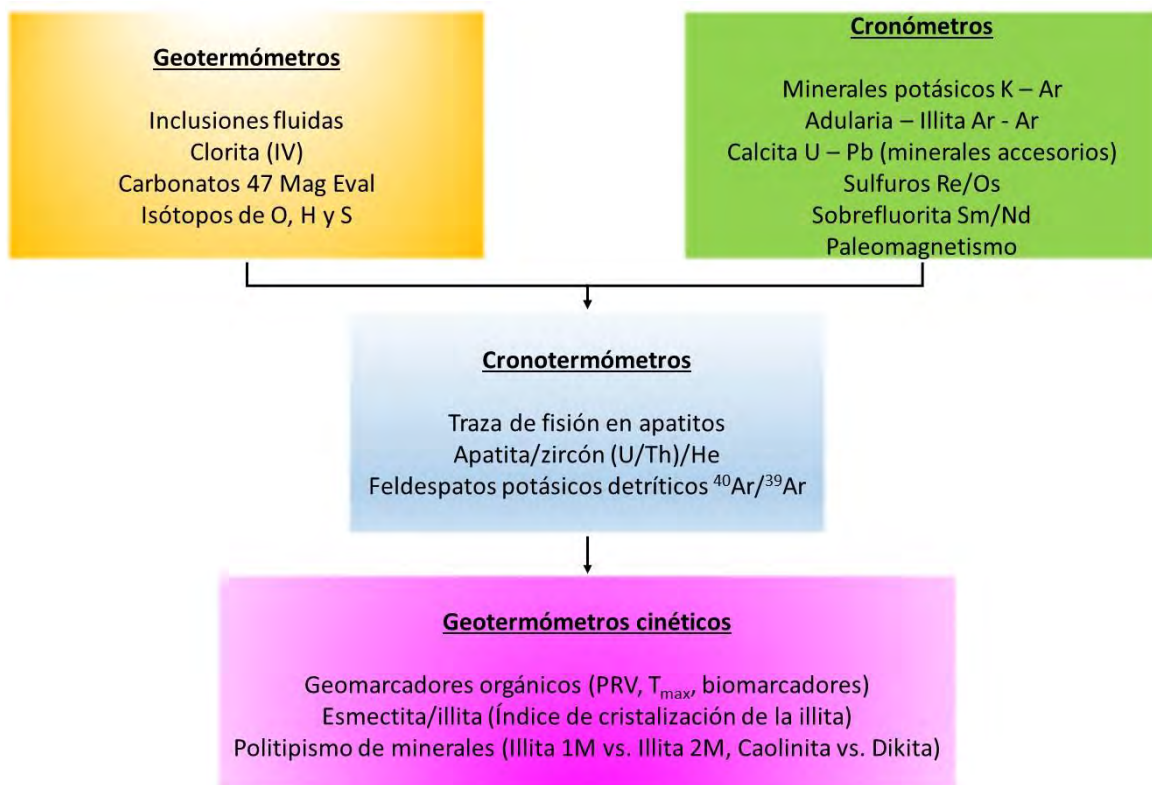 Geotermómetros
Inclusiones fluidas
Clorita (IV)
Carbonatos 47 Mag Eval
Isótopos de O, H y S
Cronómetros
Minerales potásicos K – Ar
Adularia – Illita Ar - Ar
Calcita U – Pb (minerales accesorios)
Sulfuros Re/Os
Sobrefluorita Sm/Nd
Paleomagnetismo
Cronotermómetros
Traza de fisión en apatitos
Apatita/zircón (U/Th)/He
Feldespatos potásicos detríticos ⁴⁰Ar/³⁹Ar
Geotermómetros cinéticos
Geomarcadores orgánicos (PRV, Tmax, biomarcadores)
Esmectita/illita (Índice de cristalización de la illita)
Politipismo de minerales (Illita 1M vs. Illita 2M, Caolinita vs. Dikita)